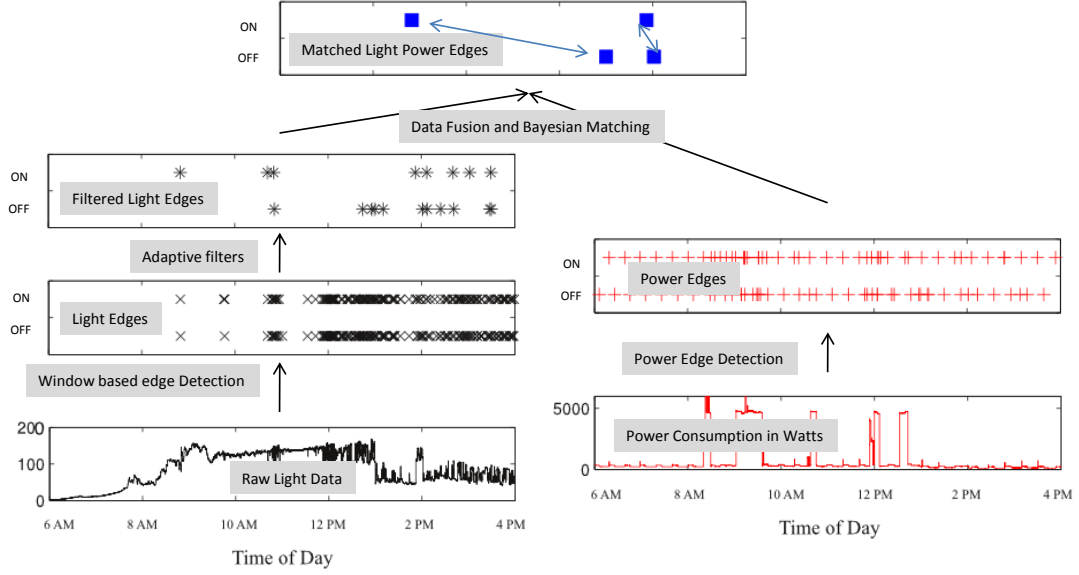 ON
OFF
Matched Light Power Edges
Data Fusion and Bayesian Matching
ON
OFF
Filtered Light Edges
Adaptive filters
ON
OFF
Light Edges
Window based edge Detection
200
100
0
Raw Light Data
6 AM 8 AM 10 AM 12 PM 2 PM 4 PM
Time of Day
ON
OFF
Power Edges
Power Edge Detection
5000
0
Power Consumption in Watts
6 AM 8 AM 10 AM 12 PM 2 PM 4 PM
Time of Day